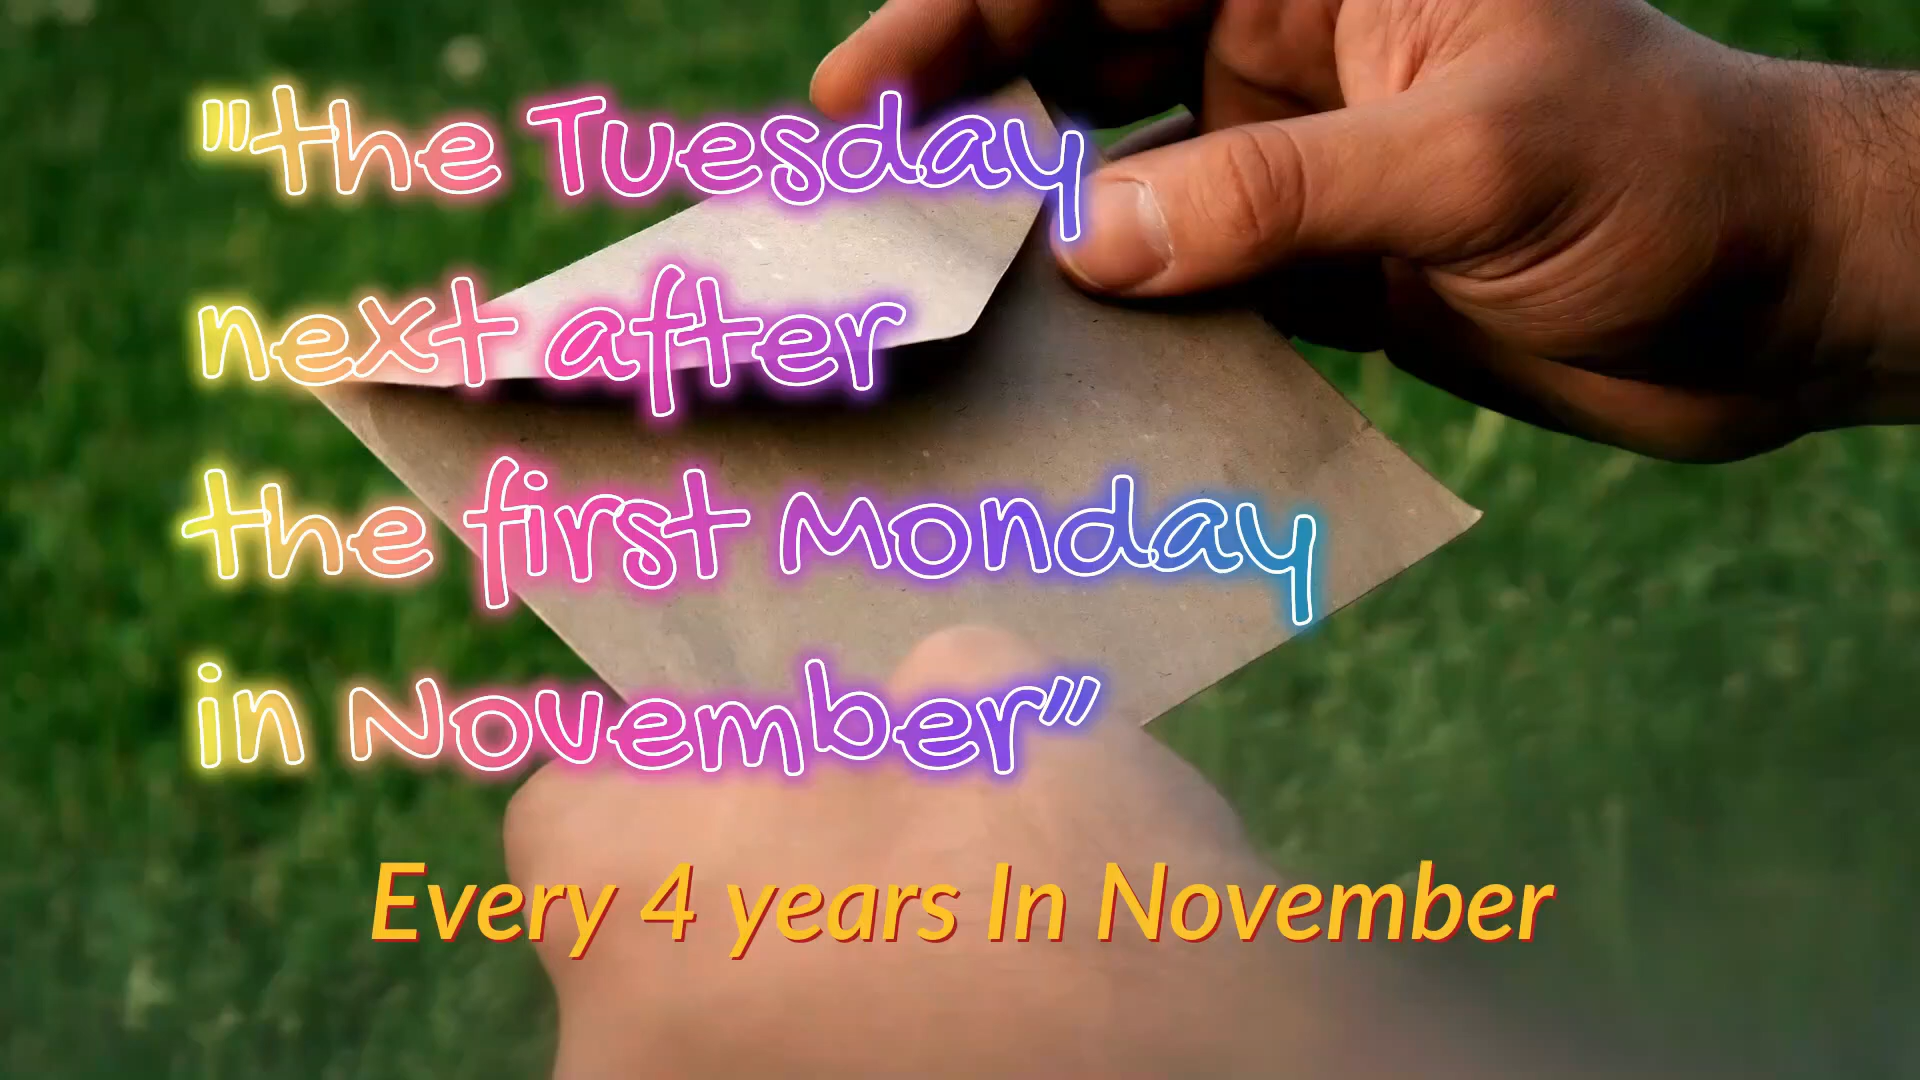 "the Tuesday
next after
the first Monday
in November”
Every 4 years In November